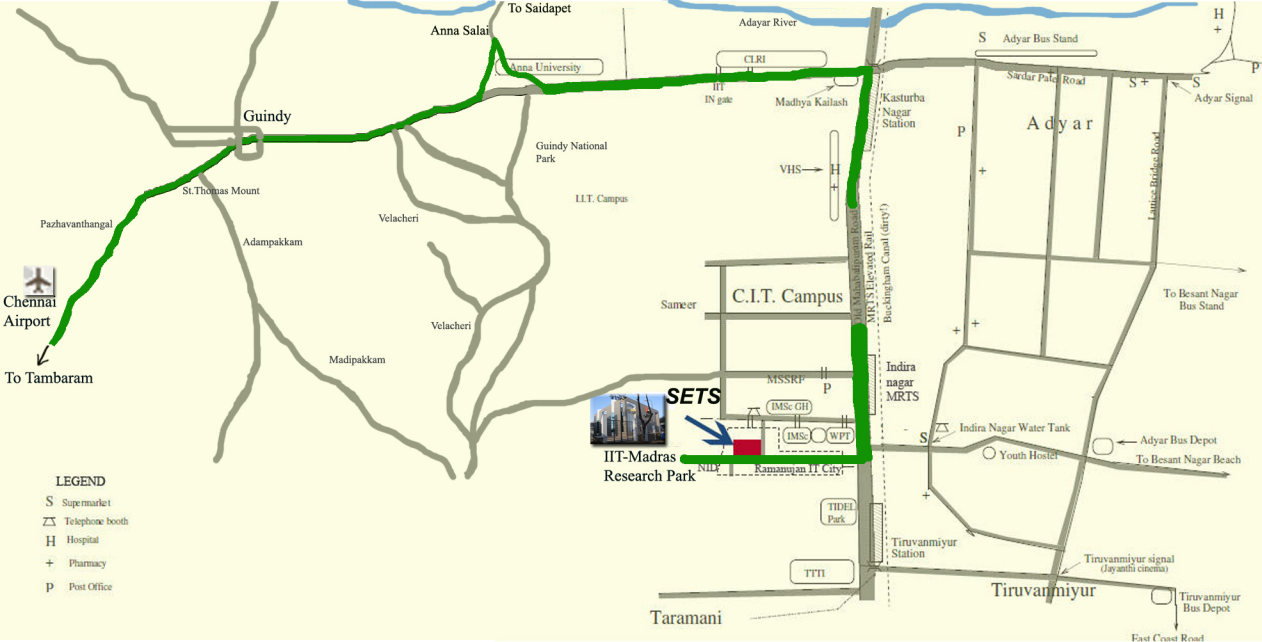 To Saidapet
Anna Salai
Adayar River
H
+
P
S
Adyar Bus Stand
Anna University
CLRI
IIT
IN gate
Madhya Kailash
Sardar Patel Road
S+
S
Adyar Signal
Guindy
Kasturba
Nagar
Station
P
Adyar
Guindy National
Park
VHS
H
+
+
Lattice Bridge Road
St.Thomas Mount
I.I.T. Campus
Pazhavanthangal
Velacheri
Adampakkam
Old Mahabalipuram Road
MRTS Elevated Rail
Buckingham Canal (dirty!)
Chennai
Airport
Sameer
C.I.T. Campus
To Besant Nagar
Bus Stand
Velacheri
+
+
Madipakkam
To Tambaram
MSSRF
P
Indira
nagar
MRTS
SETS
IMSc GH
IMSc
WPT
S
Indira Nagar Water Tank
Adyar Bus Depot
Youth Hostel
To Besant Nagar Beach
IIT-Madras
Research Park
NID
Ramanujan IT City
LEGEND
S Supermarket
Telephone booth
H Hospital
+ Pharmacy
P Post Office
+
TIDEL
Park
Tiruvanmiyur
Station
TTTI
Tiruvanmiyur signal
(Jayanthi cinema)
Tiruvanmiyur
Tiruvanmiyur
Bus Depot
Taramani
East Coast Road